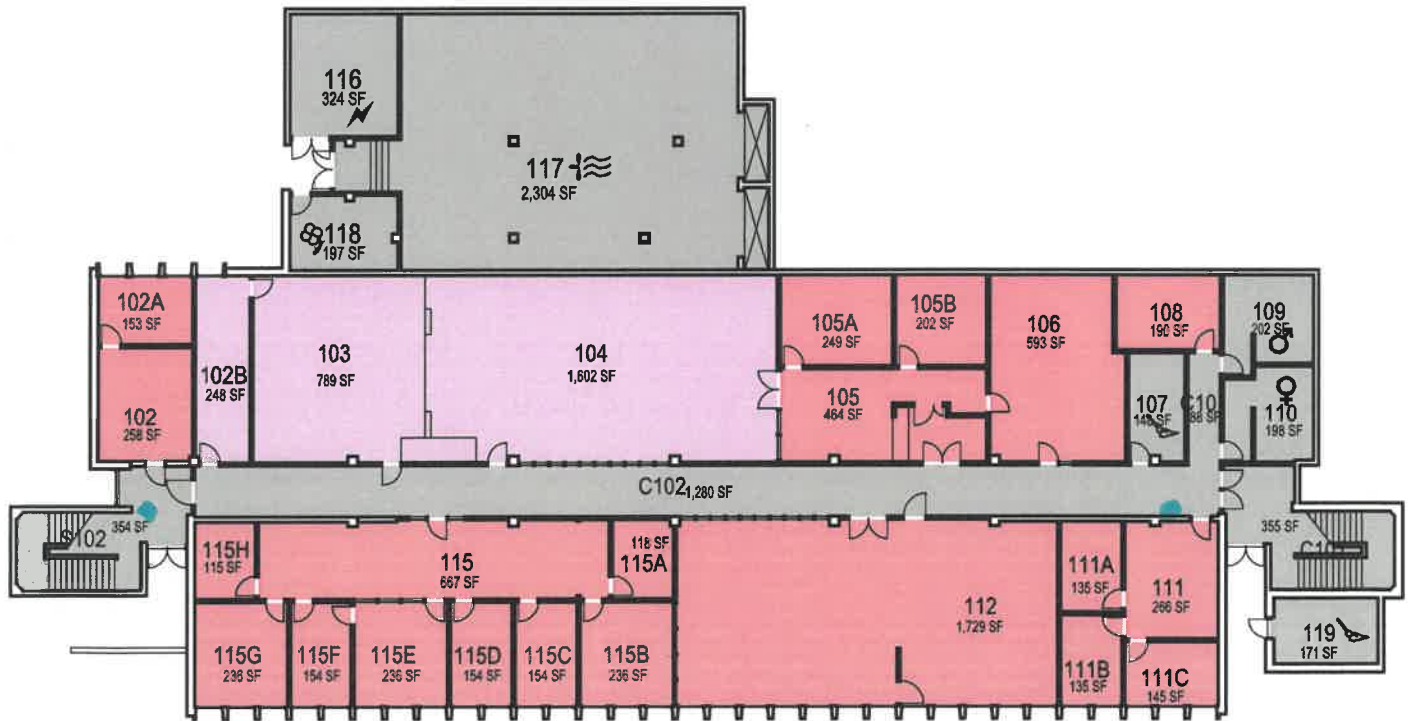 116
324 SF
117
2,304 SF
118
197 SF
102A
153 SF
102
258 SF
102B
248 SF
103
789 SF
104
1,602 SF
105A
249 SF
105B
202 SF
105
464 SF
106
593 SF
108
190 SF
107
SF
109
202 SF
110
198 SF
C102
1,280 SF
354 SF
355 SF
115H
115 SF
115
667 SF
118 SF
115A
115G
236 SF
115F
154 SF
115E
236 SF
115D
154 SF
115C
154 SF
115B
236 SF
112
1,729 SF
111A
135 SF
111
266 SF
111B
135 SF
111C
145 SF
119
171 SF